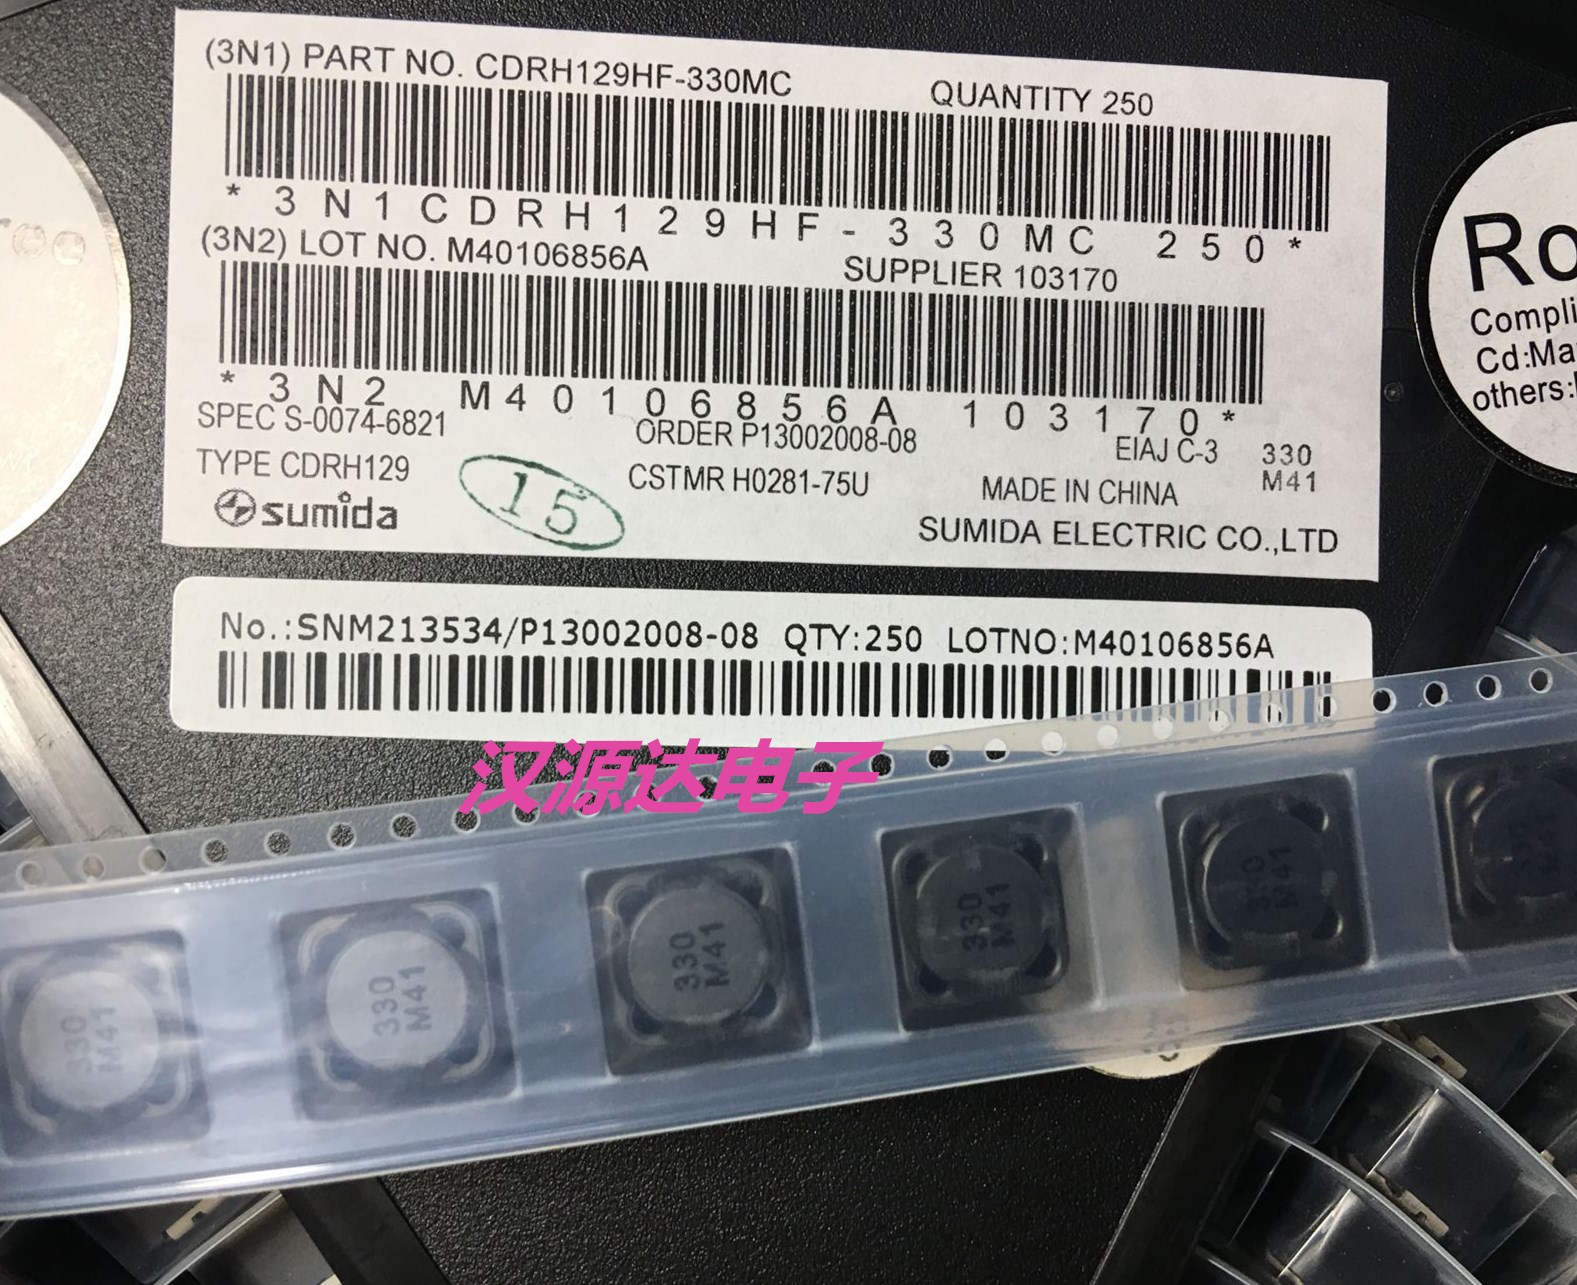 (3N1) PART NO. CDRH129HF-330MC QUANTITY 250
*3N1CDRH129HF-330MC 250*
(3N2) LOT NO. M40106856A SUPPLIER 103170
*3N2 M40106856A 103170*
SPEC S-0074-6821 ORDER P13002008-08 EIAJ C-3 330
TYPE CDRH129 15 CSTMR H0281-75U MADE IN CHINA M41
sumida SUMIDA ELECTRIC CO.,LTD
No.:SNM213534/P13002008-08 QTY:250 LOTNO:M40106856A
汉源达电子
Cd:
others:
330
M41
330
M41
330
M41
330
M41
330
M41